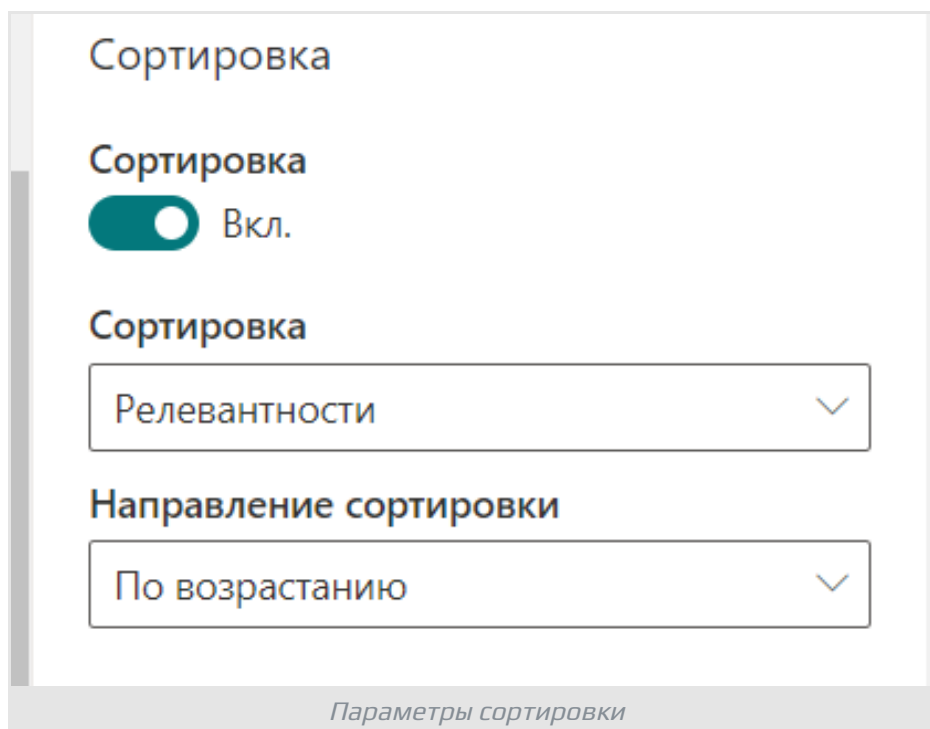 Сортировка
Сортировка
Вкл.
Сортировка
Релевантности
Направление сортировки
По возрастанию
Параметры сортировки